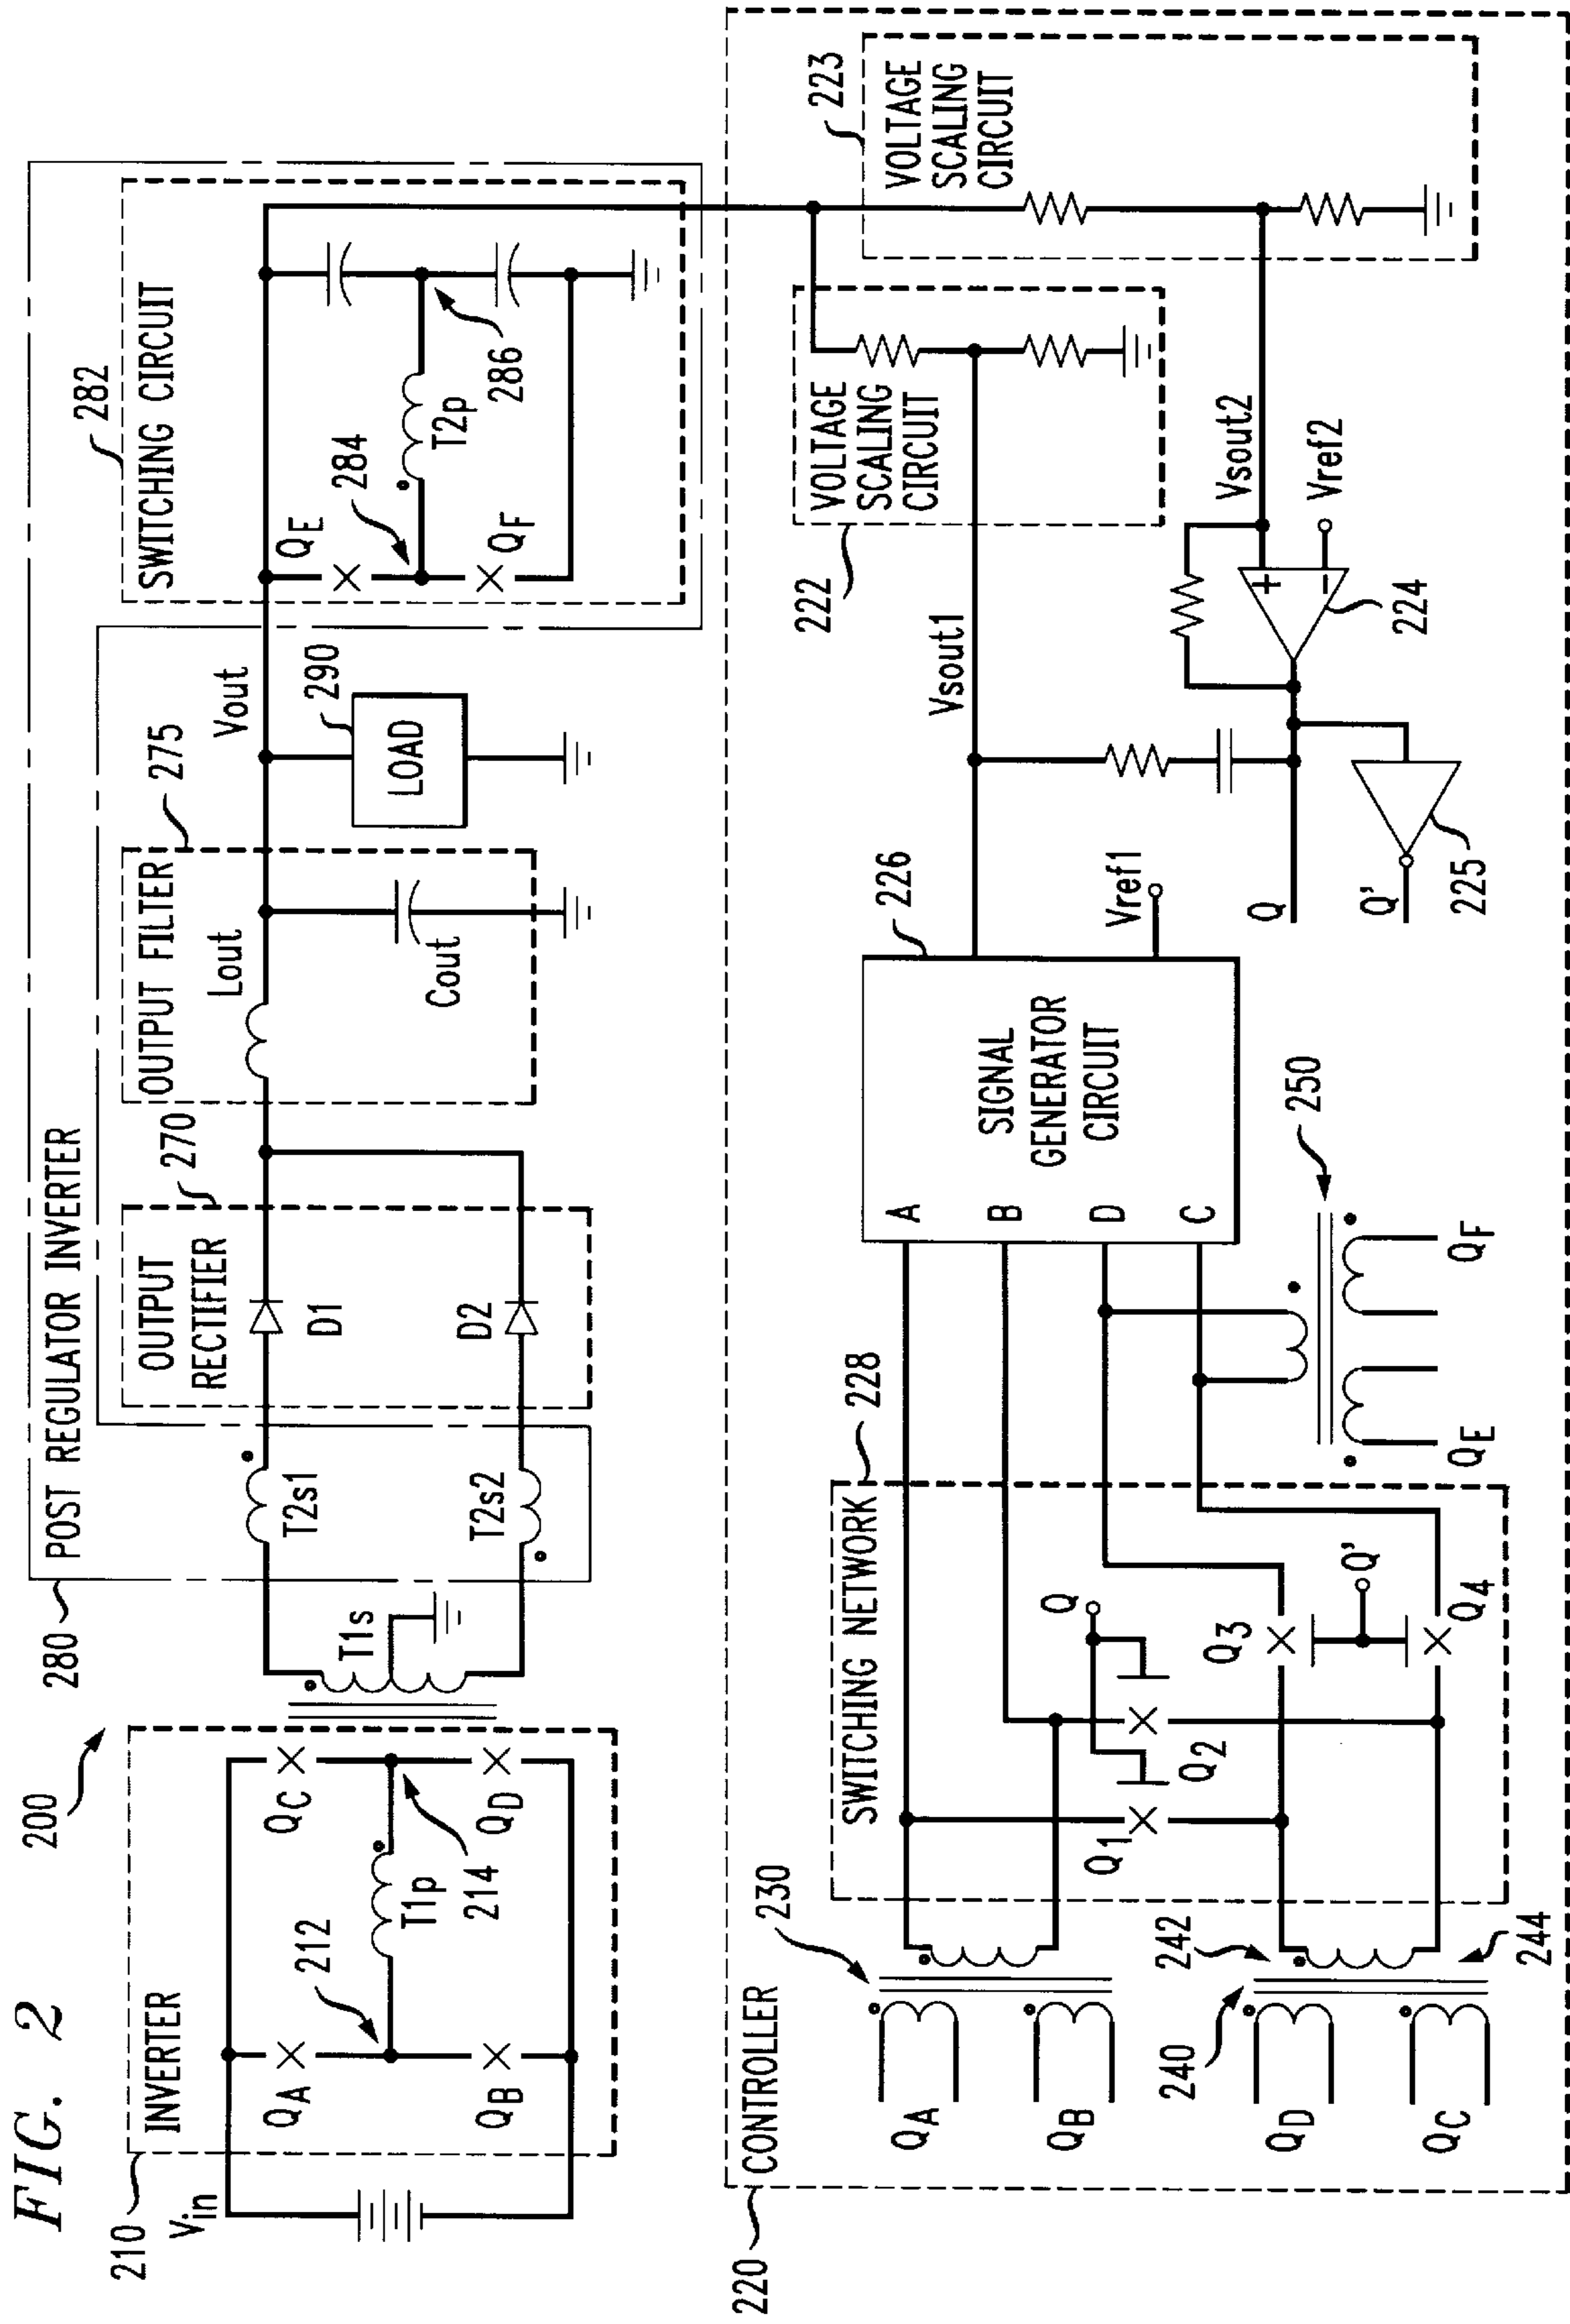 FIG. 2
200
280
POST REGULATOR INVERTER
210
INVERTER
Vin
QA
QB
QC
QD
212
214
T1p
T1s
T2s1
T2s2
OUTPUT
RECTIFIER
270
D1
D2
OUTPUT FILTER
275
Lout
Cout
Vout
290
LOAD
282
SWITCHING CIRCUIT
QE
QF
284
T2p
286
220
CONTROLLER
230
QA
QB
240
242
244
QD
QC
SWITCHING NETWORK
228
Q1
Q2
Q
Q3
Q'
Q4
250
QE
QF
A
B
D
C
SIGNAL
GENERATOR
CIRCUIT
226
Vref1
Vsout1
222
VOLTAGE
SCALING
CIRCUIT
223
VOLTAGE
SCALING
CIRCUIT
Vsout2
Vref2
+
−
224
Q
Q'
225